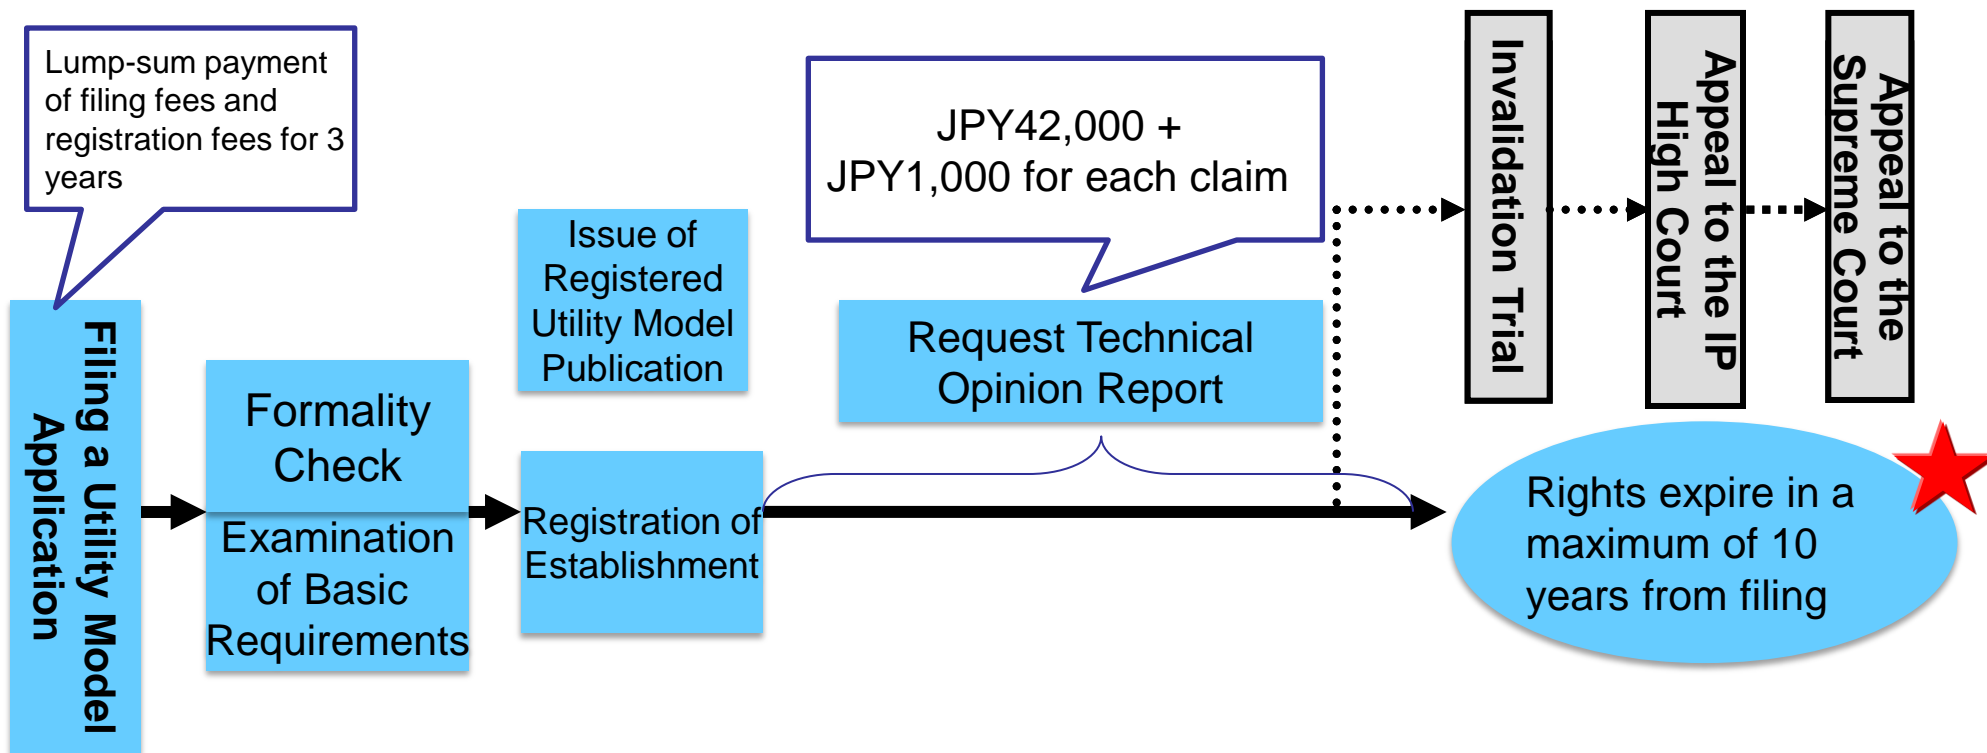 Lump-sum payment
of filing fees and
registration fees for 3
years
Filing a Utility Model
Application
Formality
Check
Examination
of Basic
Requirements
Issue of
Registered
Utility Model
Publication
Registration of
Establishment
JPY42,000 +
JPY1,000 for each claim
Request Technical
Opinion Report
Invalidation Trial
Appeal to the IP
High Court
Appeal to the
Supreme Court
Rights expire in a
maximum of 10
years from filing